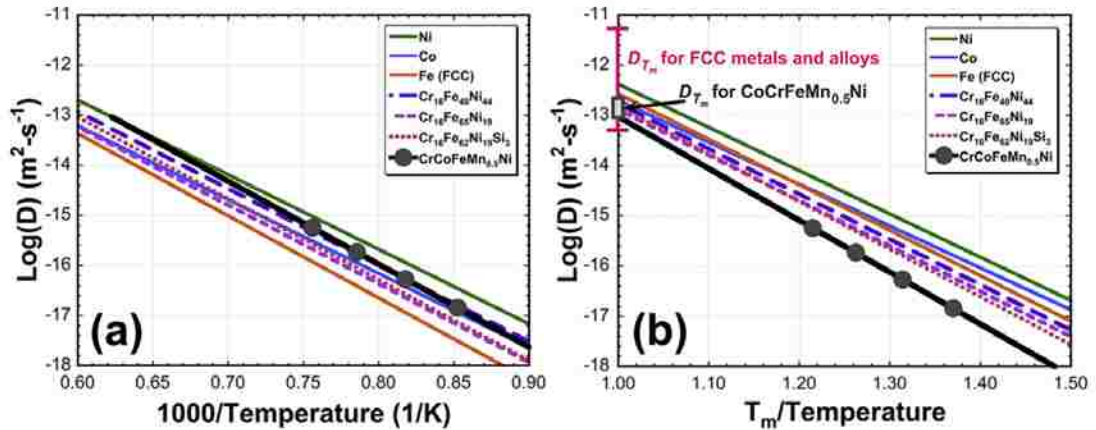 Log(D) (m²-s⁻¹)
-11
-12
-13
-14
-15
-16
-17
-18
Ni
Co
Fe (FCC)
Cr₁₆Fe₄₀Ni₄₄
Cr₁₆Fe₆₅Ni₁₉
Cr₁₆Fe₆₂Ni₁₉Si₃
CrCoFeMn₀.₅Ni
(a)
0.60 0.65 0.70 0.75 0.80 0.85 0.90
1000/Temperature (1/K)
Log(D) (m²-s⁻¹)
-11
-12
-13
-14
-15
-16
-17
-18
D_Tm for FCC metals and alloys
D_Tm for CoCrFeMn₀.₅Ni
Ni
Co
Fe (FCC)
Cr₁₆Fe₄₀Ni₄₄
Cr₁₆Fe₆₅Ni₁₉
Cr₁₆Fe₆₂Ni₁₉Si₃
CrCoFeMn₀.₅Ni
(b)
1.00 1.10 1.20 1.30 1.40 1.50
Tₘ/Temperature